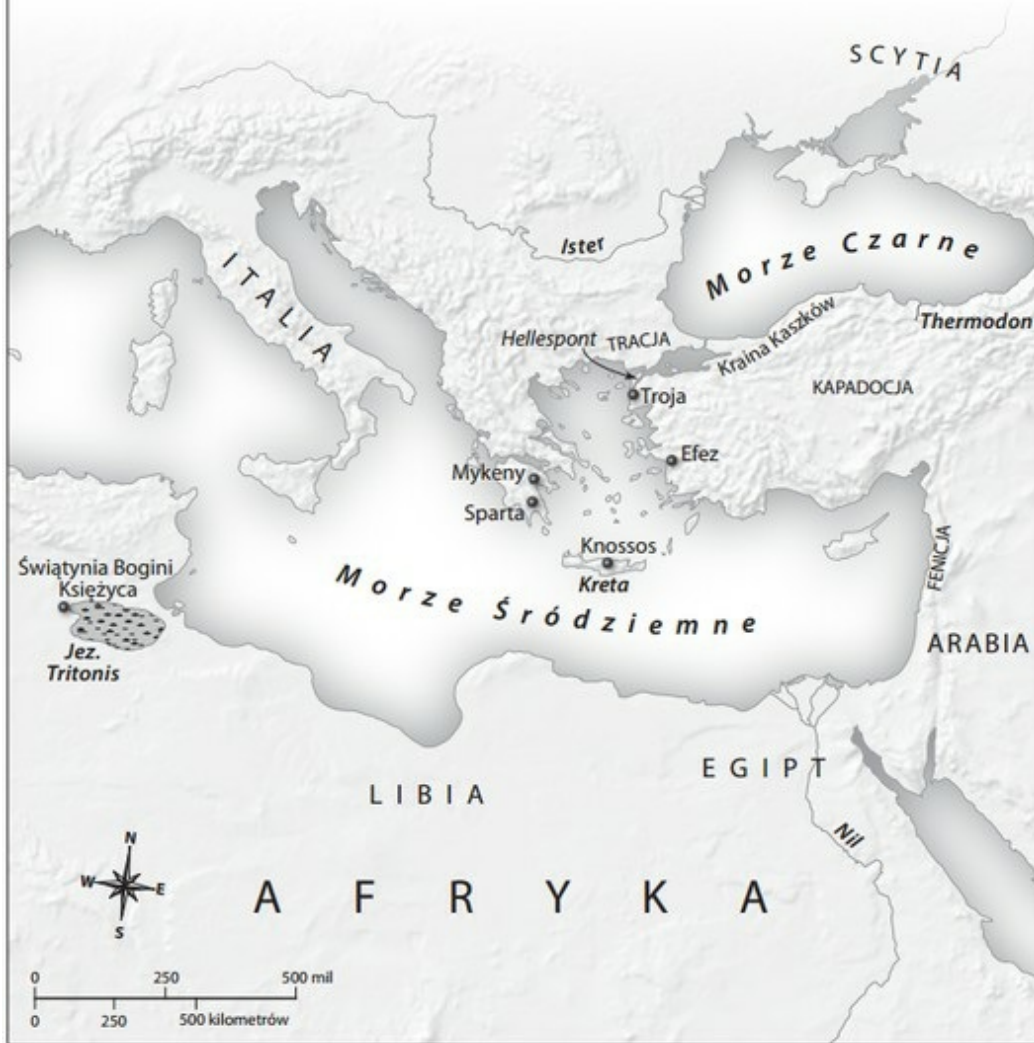 SCYTIA
Ister
Morze Czarne
ITALIA
Hellespont
TRACJA
Kraina Kaszków
Thermodon
KAPADOCJA
Troja
Efez
Mykeny
Sparta
Knossos
Kreta
FENICJA
Świątynia Bogini
Księżyca
Morze Śródziemne
ARABIA
Jez.
Tritonis
EGIPT
LIBIA
Nil
N
W
E
S
AFRYKA
0 250 500 mil
0 250 500 kilometrów